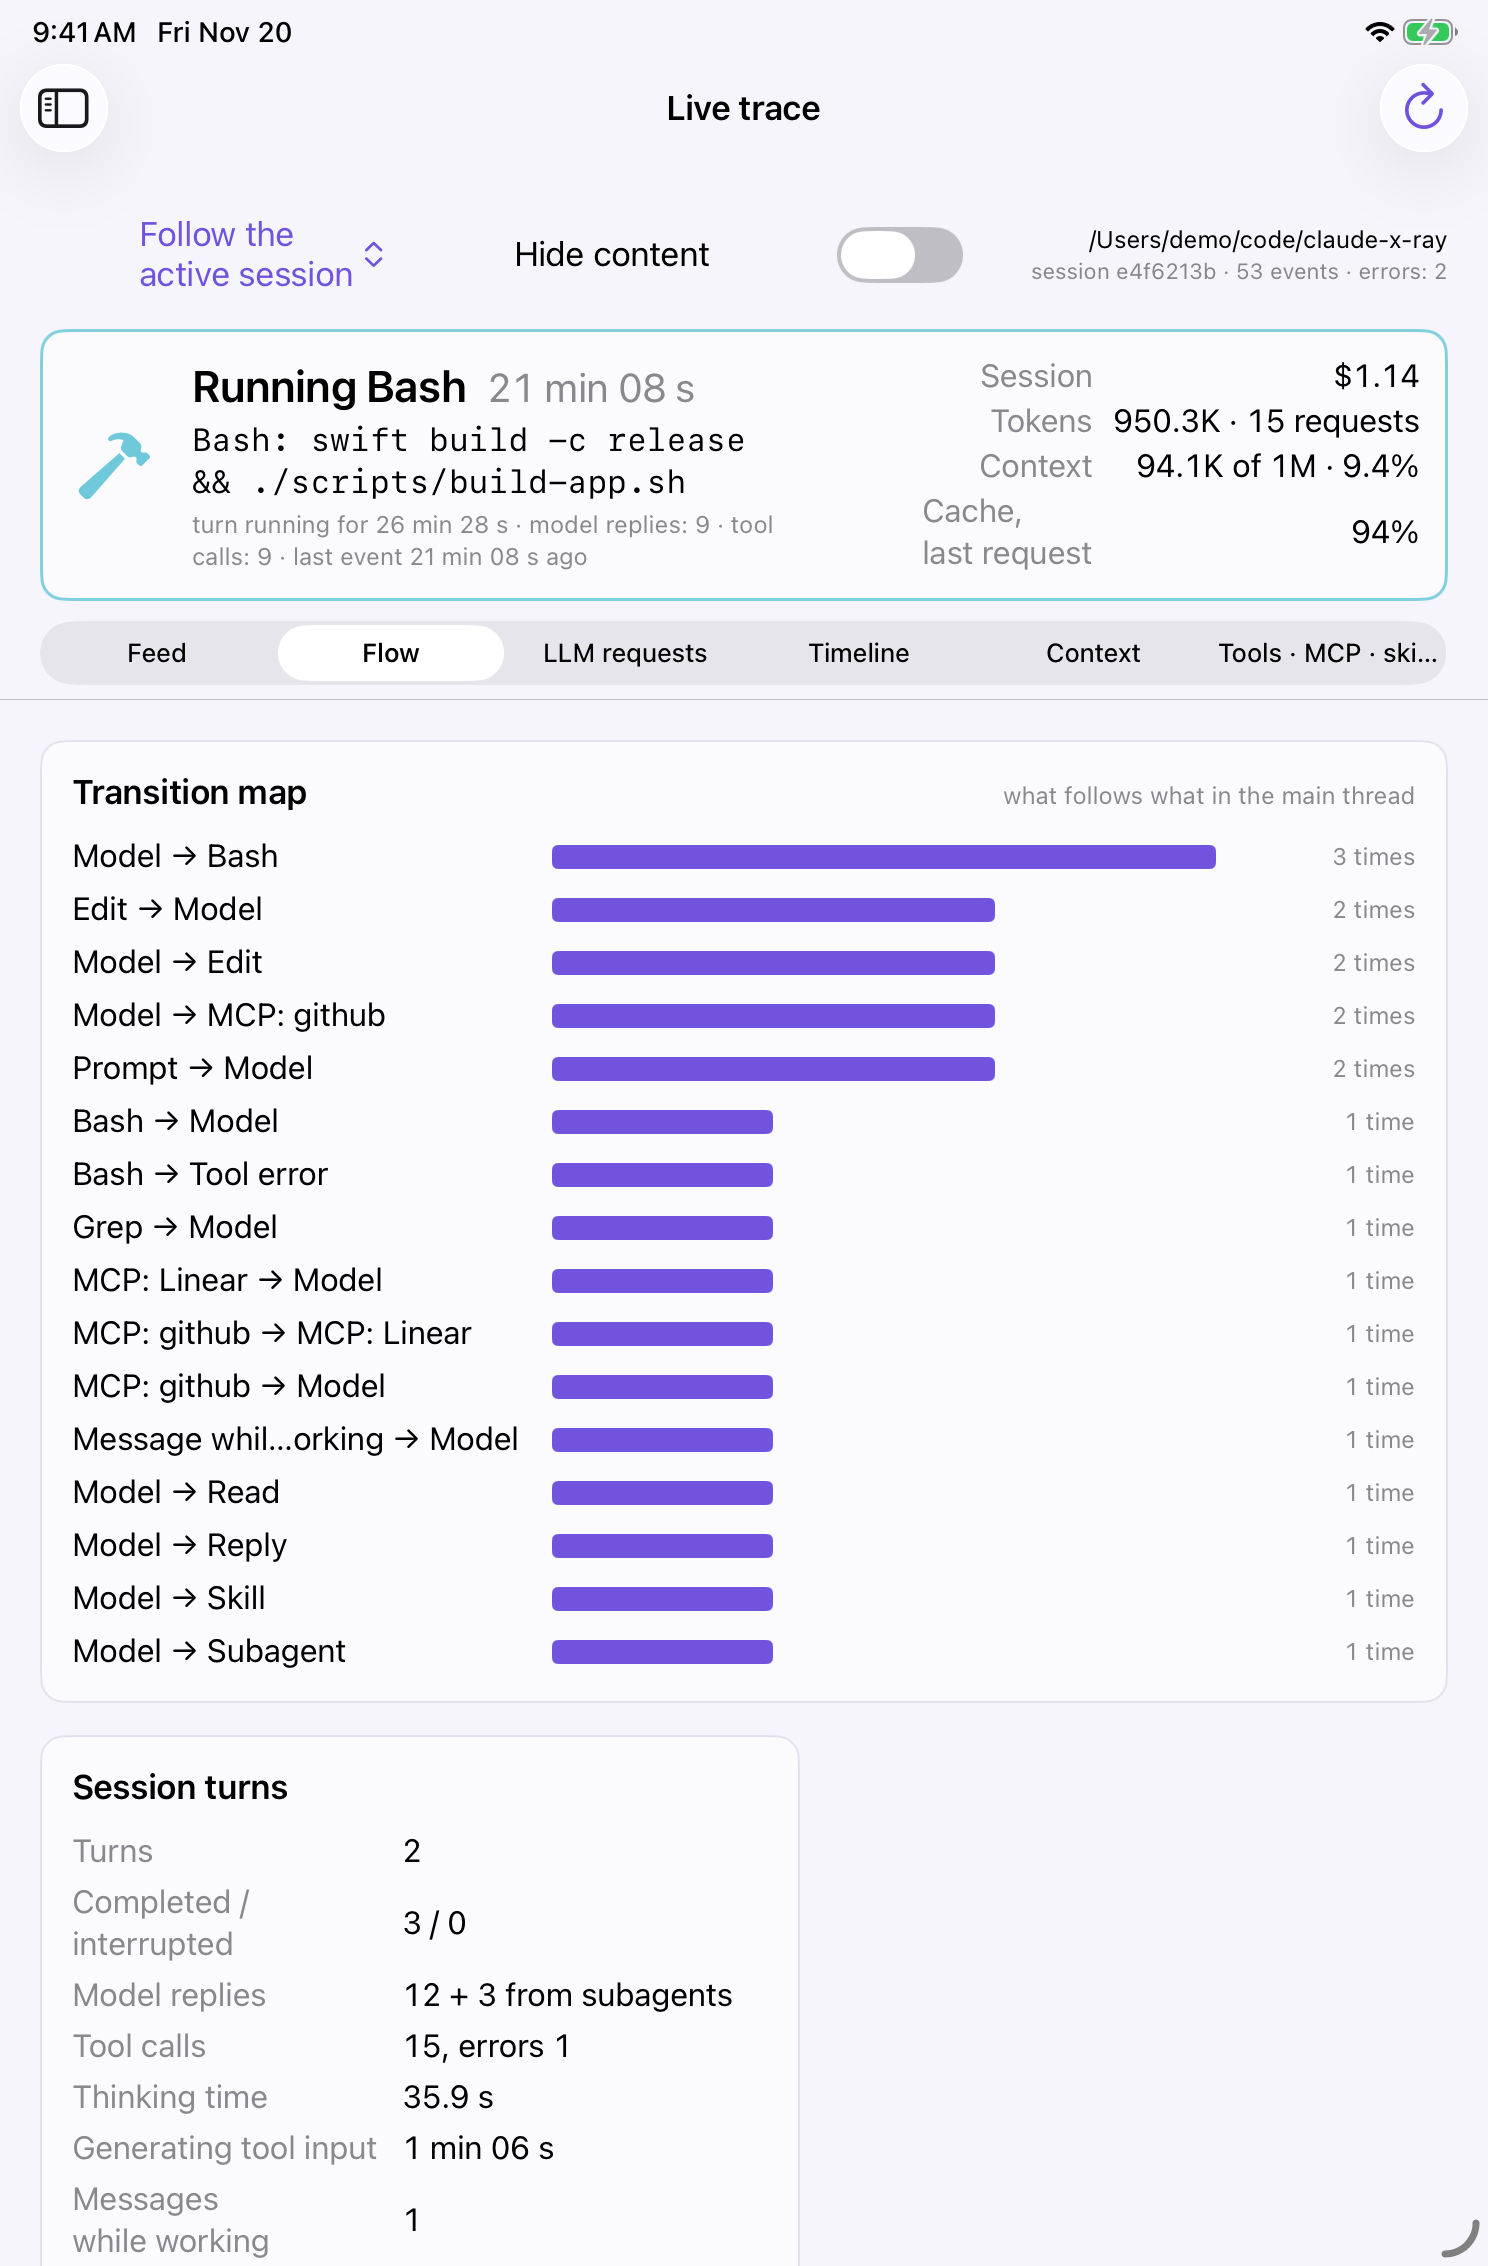 9:41 AM Fri Nov 20
Live trace
Follow the
active session
Hide content
/Users/demo/code/claude-x-ray
session e4f6213b · 53 events · errors: 2
Running Bash 21 min 08 s
Bash: swift build -c release
&& ./scripts/build-app.sh
turn running for 26 min 28 s · model replies: 9 · tool
calls: 9 · last event 21 min 08 s ago
Session $1.14
Tokens 950.3K · 15 requests
Context 94.1K of 1M · 9.4%
Cache,
last request 94%
Feed Flow LLM requests Timeline Context Tools · MCP · ski...
Transition map what follows what in the main thread
Model → Bash 3 times
Edit → Model 2 times
Model → Edit 2 times
Model → MCP: github 2 times
Prompt → Model 2 times
Bash → Model 1 time
Bash → Tool error 1 time
Grep → Model 1 time
MCP: Linear → Model 1 time
MCP: github → MCP: Linear 1 time
MCP: github → Model 1 time
Message whil...orking → Model 1 time
Model → Read 1 time
Model → Reply 1 time
Model → Skill 1 time
Model → Subagent 1 time
Session turns
Turns 2
Completed /
interrupted 3 / 0
Model replies 12 + 3 from subagents
Tool calls 15, errors 1
Thinking time 35.9 s
Generating tool input 1 min 06 s
Messages
while working 1